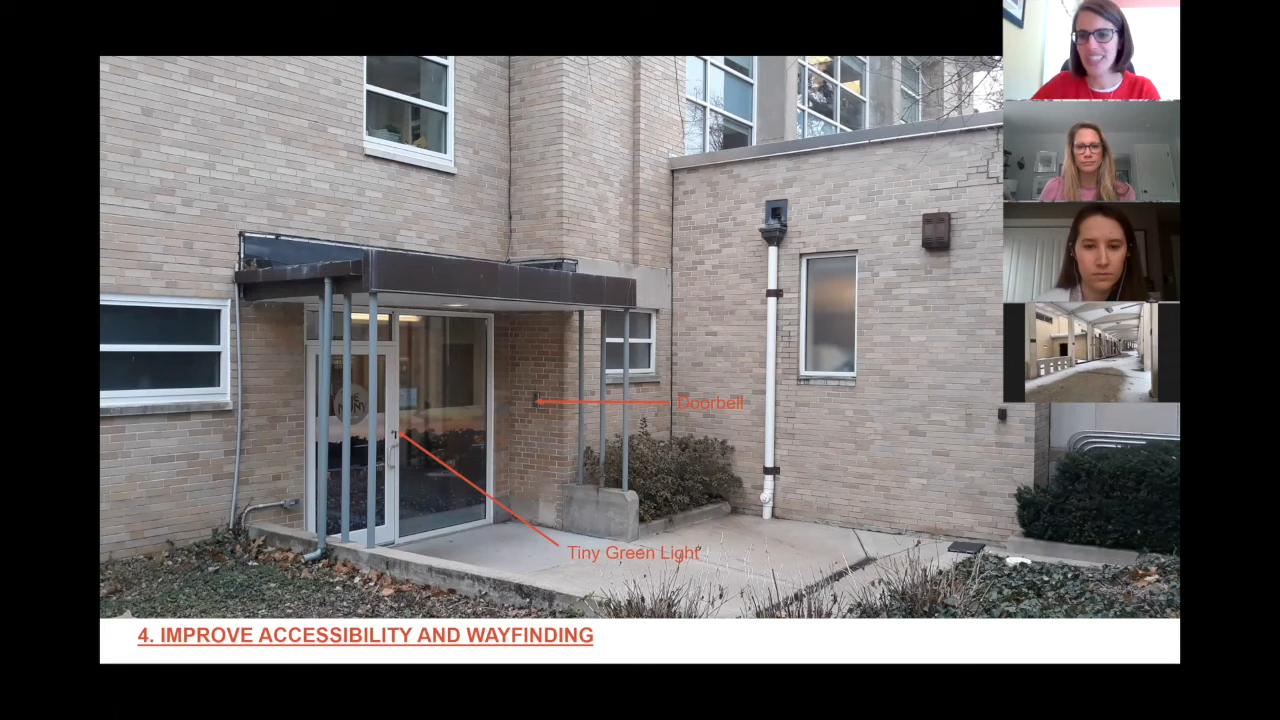 Doorbell
Tiny Green Light
4. IMPROVE ACCESSIBILITY AND WAYFINDING